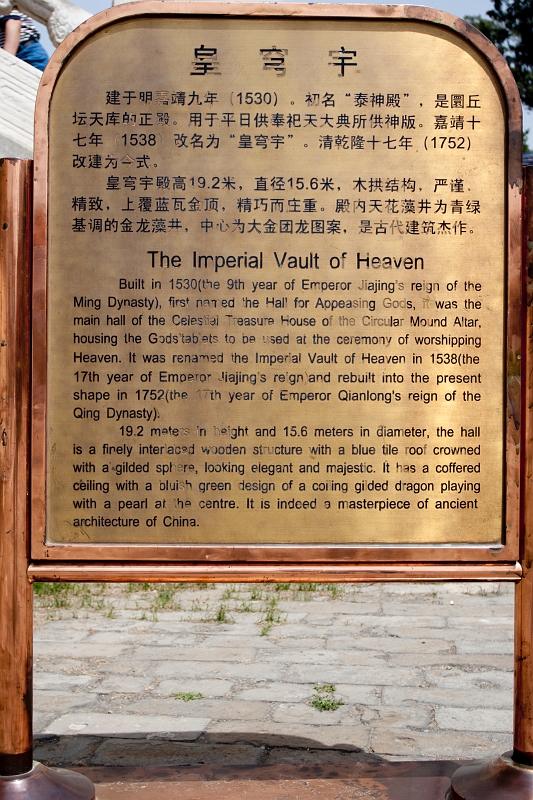 皇穹宇
建于明嘉靖九年（1530）。初名“泰神殿”，是圜丘
坛天库的正殿。用于平日供奉祀天大典所供神版。嘉靖十
七年（1538）改名为“皇穹宇”。清乾隆十七年（1752）
改建为今式。
皇穹宇殿高19.2米，直径15.6米，木拱结构，严谨、
精致，上覆蓝瓦金顶，精巧而庄重。殿内天花藻井为青绿
基调的金龙藻井，中心为大金团龙图案，是古代建筑杰作。
The Imperial Vault of Heaven
Built in 1530(the 9th year of Emperor Jiajing's reign of the
Ming Dynasty), first named the Hall for Appeasing Gods, it was the
main hall of the Celestial Treasure House of the Circular Mound Altar,
housing the Gods'tablets to be used at the ceremony of worshipping
Heaven. It was renamed the Imperial Vault of Heaven in 1538(the
17th year of Emperor Jiajing's reign)and rebuilt into the present
shape in 1752(the 17th year of Emperor Qianlong's reign of the
Qing Dynasty).
19.2 meters in height and 15.6 meters in diameter, the hall
is a finely interlaced wooden structure with a blue tile roof crowned
with a gilded sphere, looking elegant and majestic. It has a coffered
ceiling with a bluish green design of a coiling gilded dragon playing
with a pearl at the centre. It is indeed a masterpiece of ancient
architecture of China.